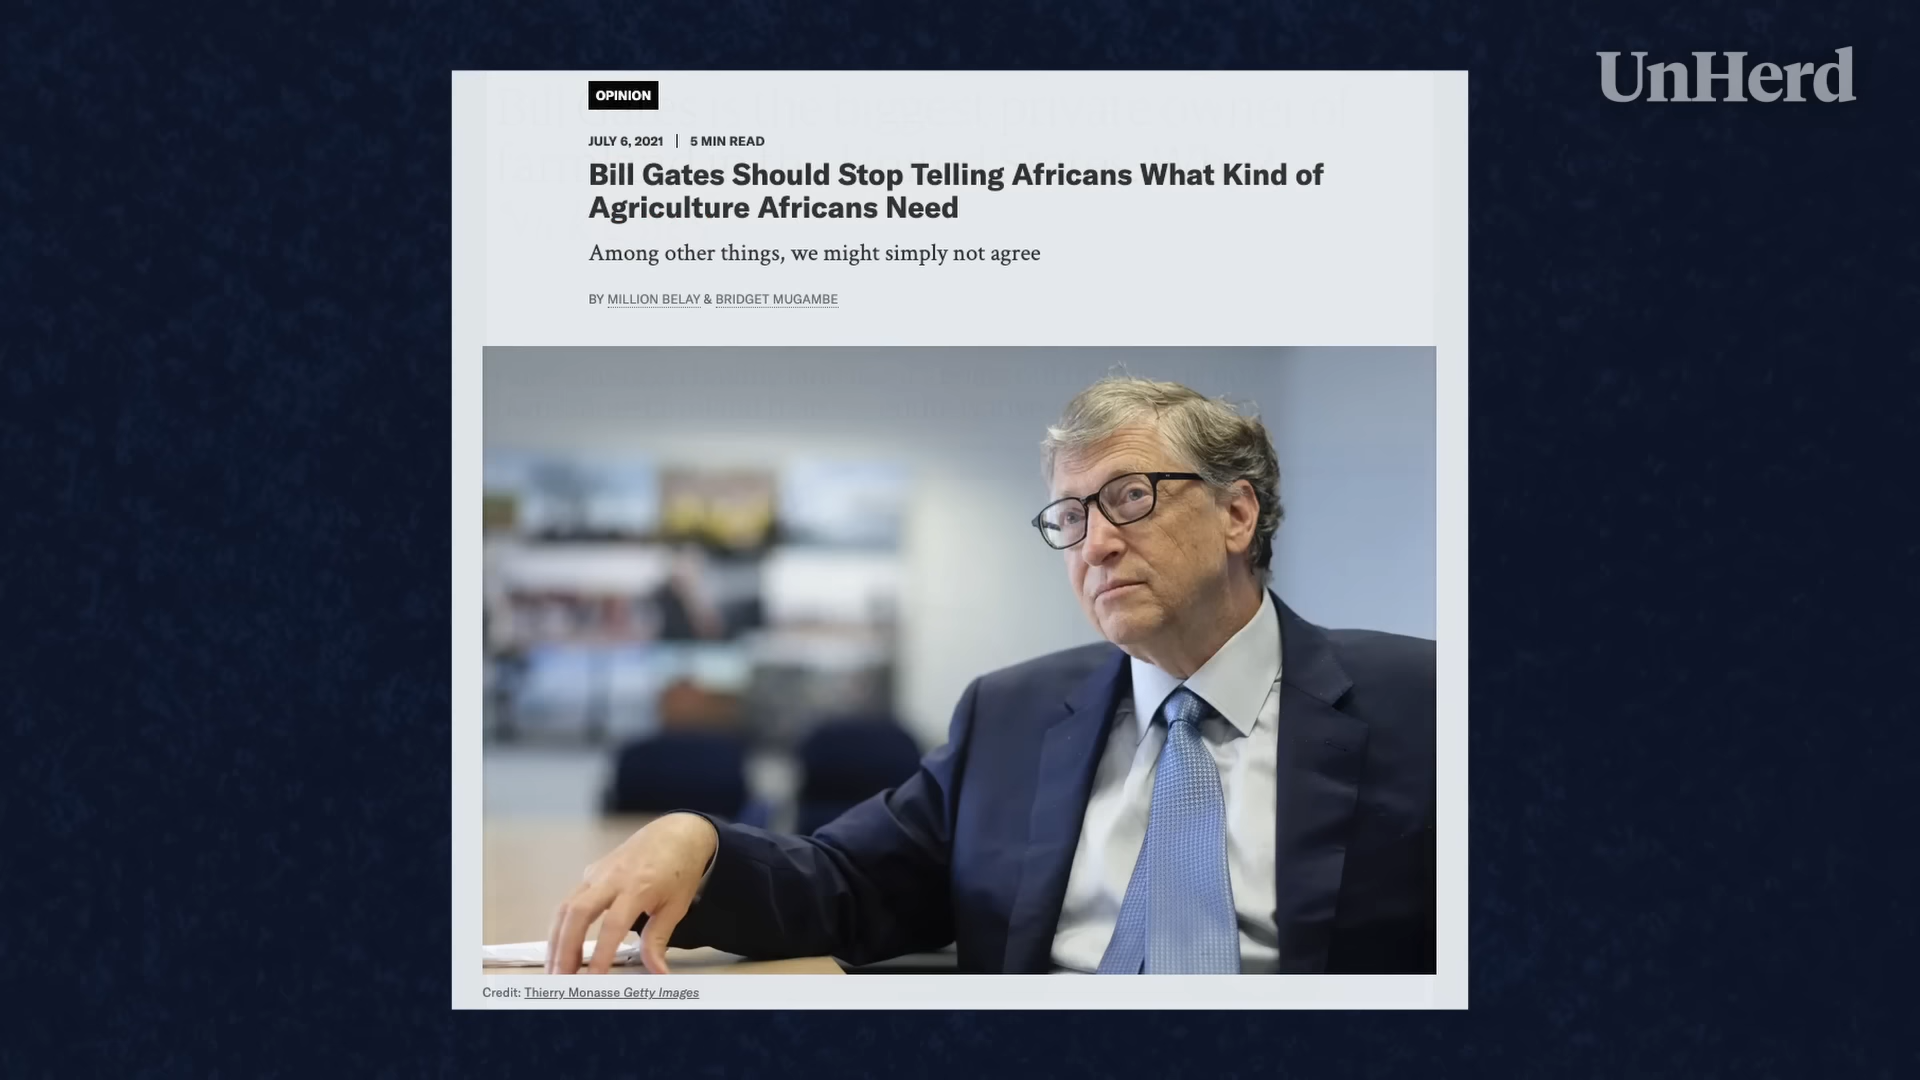 UnHerd
OPINION
JULY 6, 2021 | 5 MIN READ
Bill Gates Should Stop Telling Africans What Kind of
Agriculture Africans Need
Among other things, we might simply not agree
BY MILLION BELAY & BRIDGET MUGAMBE
Credit: Thierry Monasse Getty Images